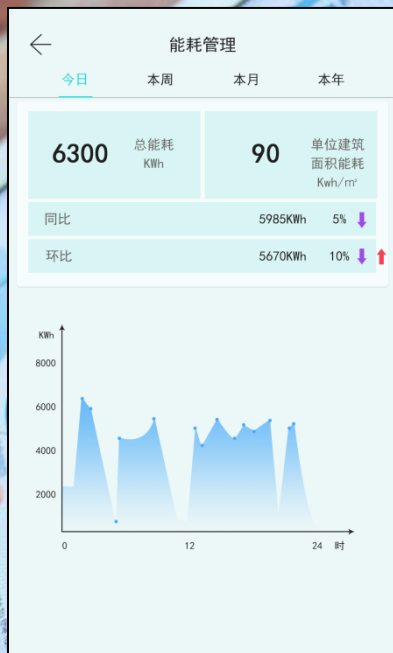 能耗管理
今日 本周 本月 本年
6300 总能耗 KWh
90 单位建筑面积能耗 Kwh/㎡
同比 5985KWh 5%
环比 5670KWh 10%
KWh
8000
6000
4000
2000
0 12 24 时